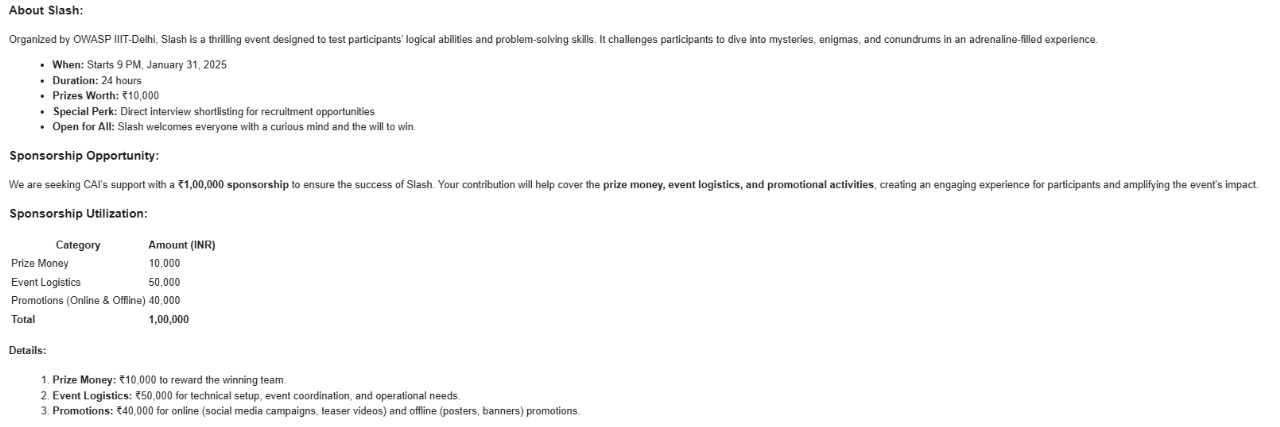 About Slash:
Organized by OWASP IIIT-Delhi, Slash is a thrilling event designed to test participants' logical abilities and problem-solving skills. It challenges participants to dive into mysteries, enigmas, and conundrums in an adrenaline-filled experience.
• When: Starts 9 PM, January 31, 2025
• Duration: 24 hours
• Prizes Worth: ₹10,000
• Special Perk: Direct interview shortlisting for recruitment opportunities
• Open for All: Slash welcomes everyone with a curious mind and the will to win.
Sponsorship Opportunity:
We are seeking CAI's support with a ₹1,00,000 sponsorship to ensure the success of Slash. Your contribution will help cover the prize money, event logistics, and promotional activities, creating an engaging experience for participants and amplifying the event's impact.
Sponsorship Utilization:
Category Amount (INR)
Prize Money 10,000
Event Logistics 50,000
Promotions (Online & Offline) 40,000
Total 1,00,000
Details:
1. Prize Money: ₹10,000 to reward the winning team.
2. Event Logistics: ₹50,000 for technical setup, event coordination, and operational needs.
3. Promotions: ₹40,000 for online (social media campaigns, teaser videos) and offline (posters, banners) promotions.